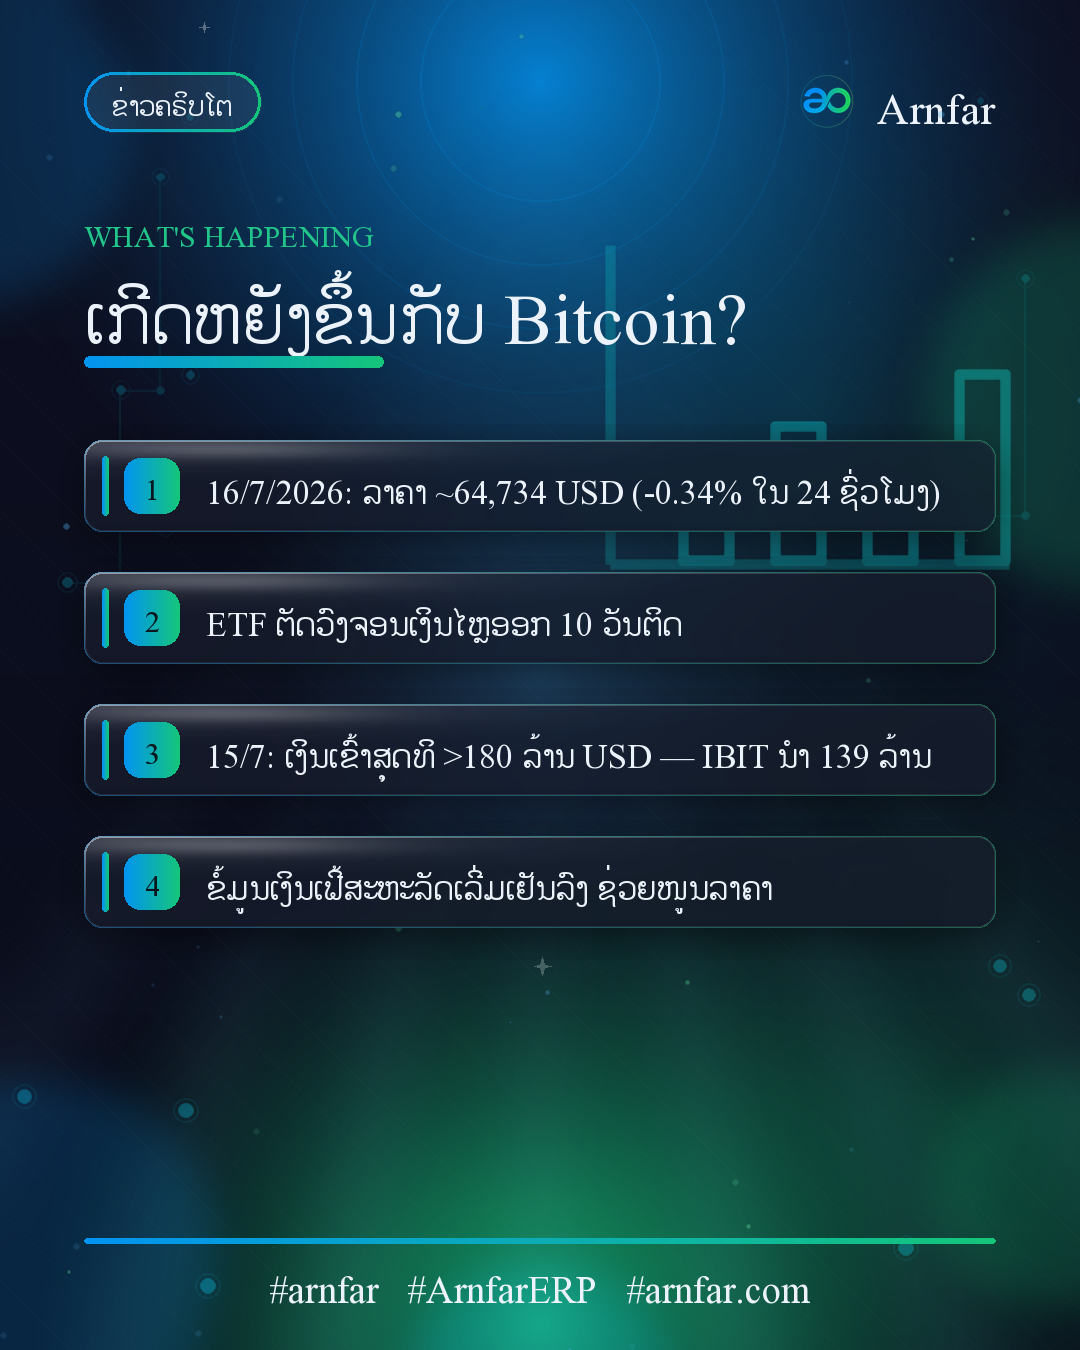 ຂ່າວຄຣິບໂຕ
Arnfar
WHAT'S HAPPENING
ເກີດຫຍັງຂຶ້ນກັບ Bitcoin?
1 16/7/2026: ລາຄາ ~64,734 USD (-0.34% ໃນ 24 ຊົ່ວໂມງ)
2 ETF ຕັດວົງຈອນເງິນໄຫຼອອກ 10 ວັນຕິດ
3 15/7: ເງິນເຂົ້າສຸດທິ >180 ລ້ານ USD — IBIT ນຳ 139 ລ້ານ
4 ຂໍ້ມູນເງິນເຟີ້ສະຫະລັດເລີ່ມເຢັນລົງ ຊ່ວຍໜູນລາຄາ
#arnfar #ArnfarERP #arnfar.com